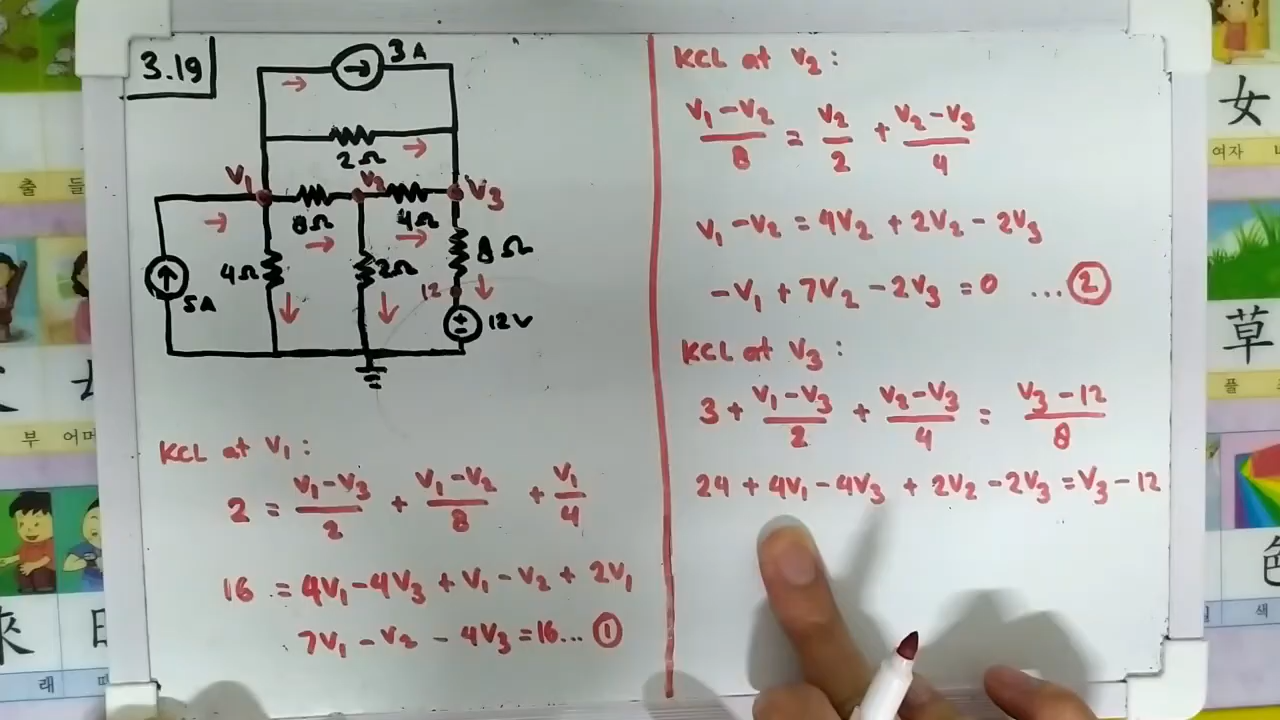 3.19
3A
2Ω
V₁
V₂
V₃
8Ω
4Ω
4Ω
2Ω
8Ω
5A
12
12V
KCL at V₁:
2 = (V₁-V₃)/2 + (V₁-V₂)/8 + V₁/4
16 = 4V₁-4V₃ + V₁ - V₂ + 2V₁
7V₁ - V₂ - 4V₃ = 16... ①
KCL at V₂:
(V₁-V₂)/8 = V₂/2 + (V₂-V₃)/4
V₁ - V₂ = 4V₂ + 2V₂ - 2V₃
-V₁ + 7V₂ - 2V₃ = 0 ...②
KCL at V₃:
3 + (V₁-V₃)/2 + (V₂-V₃)/4 = (V₃-12)/8
24 + 4V₁ - 4V₃ + 2V₂ - 2V₃ = V₃ - 12
출
들
부
어머
來
래
女
여자
草
풀
색